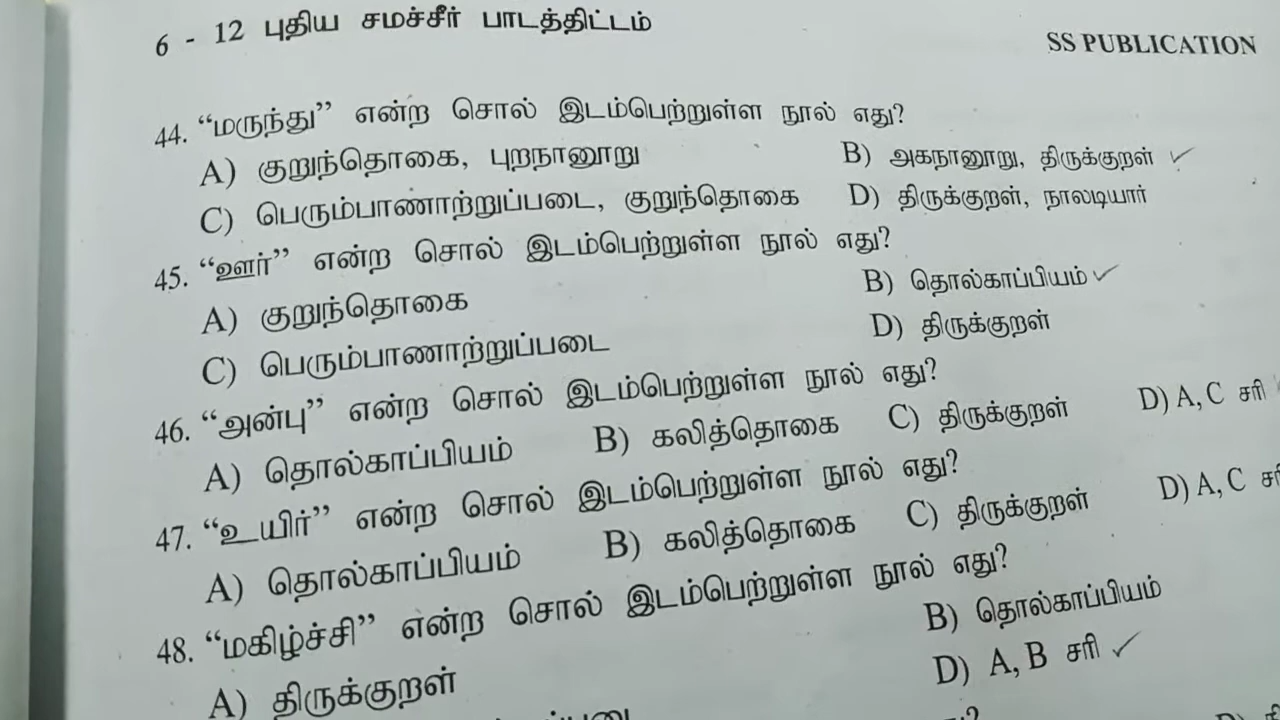 6 - 12 புதிய சமச்சீர் பாடத்திட்டம்
SS PUBLICATION
44. “மருந்து” என்ற சொல் இடம்பெற்றுள்ள நூல் எது?
A) குறுந்தொகை, புறநானூறு B) அகநானூறு, திருக்குறள் ✓
C) பெரும்பாணாற்றுப்படை, குறுந்தொகை D) திருக்குறள், நாலடியார்
45. “ஊர்” என்ற சொல் இடம்பெற்றுள்ள நூல் எது?
A) குறுந்தொகை B) தொல்காப்பியம் ✓
C) பெரும்பாணாற்றுப்படை D) திருக்குறள்
46. “அன்பு” என்ற சொல் இடம்பெற்றுள்ள நூல் எது?
A) தொல்காப்பியம் B) கலித்தொகை C) திருக்குறள் D) A, C சரி
47. “உயிர்” என்ற சொல் இடம்பெற்றுள்ள நூல் எது?
A) தொல்காப்பியம் B) கலித்தொகை C) திருக்குறள் D) A, C
48. “மகிழ்ச்சி” என்ற சொல் இடம்பெற்றுள்ள நூல் எது?
A) திருக்குறள் B) தொல்காப்பியம்
D) A, B சரி ✓